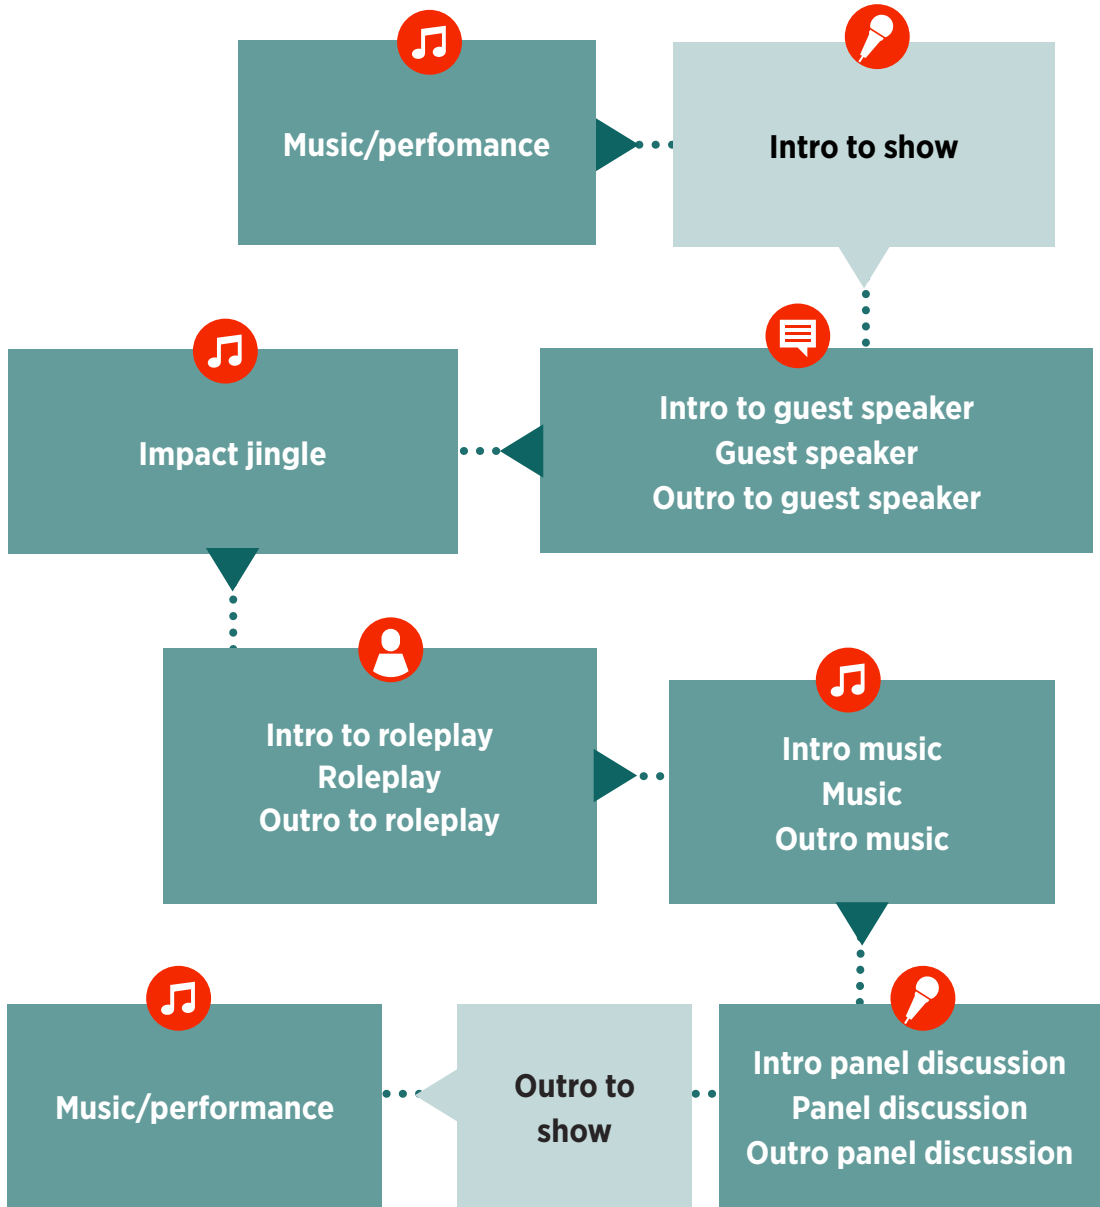 Music/perfomance
Intro to show
Intro to guest speaker
Guest speaker
Outro to guest speaker
Impact jingle
Intro to roleplay
Roleplay
Outro to roleplay
Intro music
Music
Outro music
Intro panel discussion
Panel discussion
Outro panel discussion
Outro to
show
Music/performance